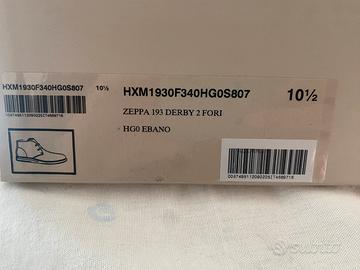 HXM1930F340HG0S807 10½
HXM1930F340HG0S807 10½
ZEPPA 193 DERBY 2 FORI
HG0 EBANO
subito